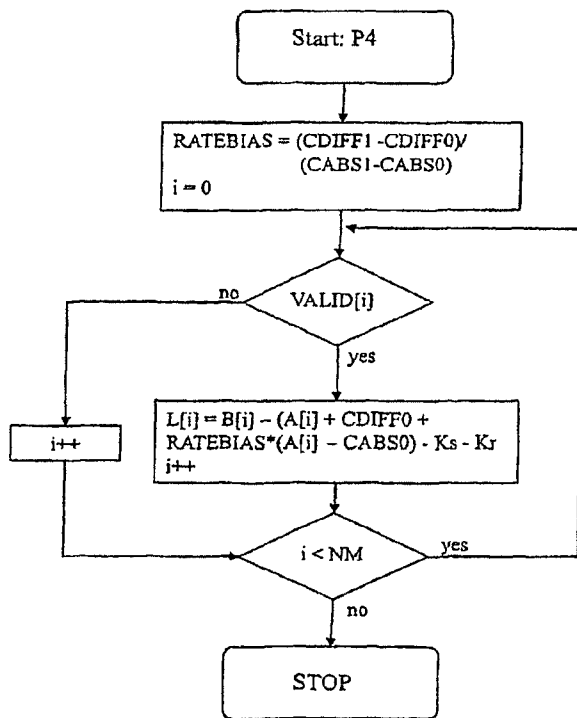 Start: P4
RATEBIAS = (CDIFF1 -CDIFF0)/
(CABS1-CABS0)
i = 0
no
VALID[i]
yes
L[i] = B[i] – (A[i] + CDIFF0 +
RATEBIAS*(A[i] – CABS0) - Ks - Kr
i++
i++
i < NM
yes
no
STOP